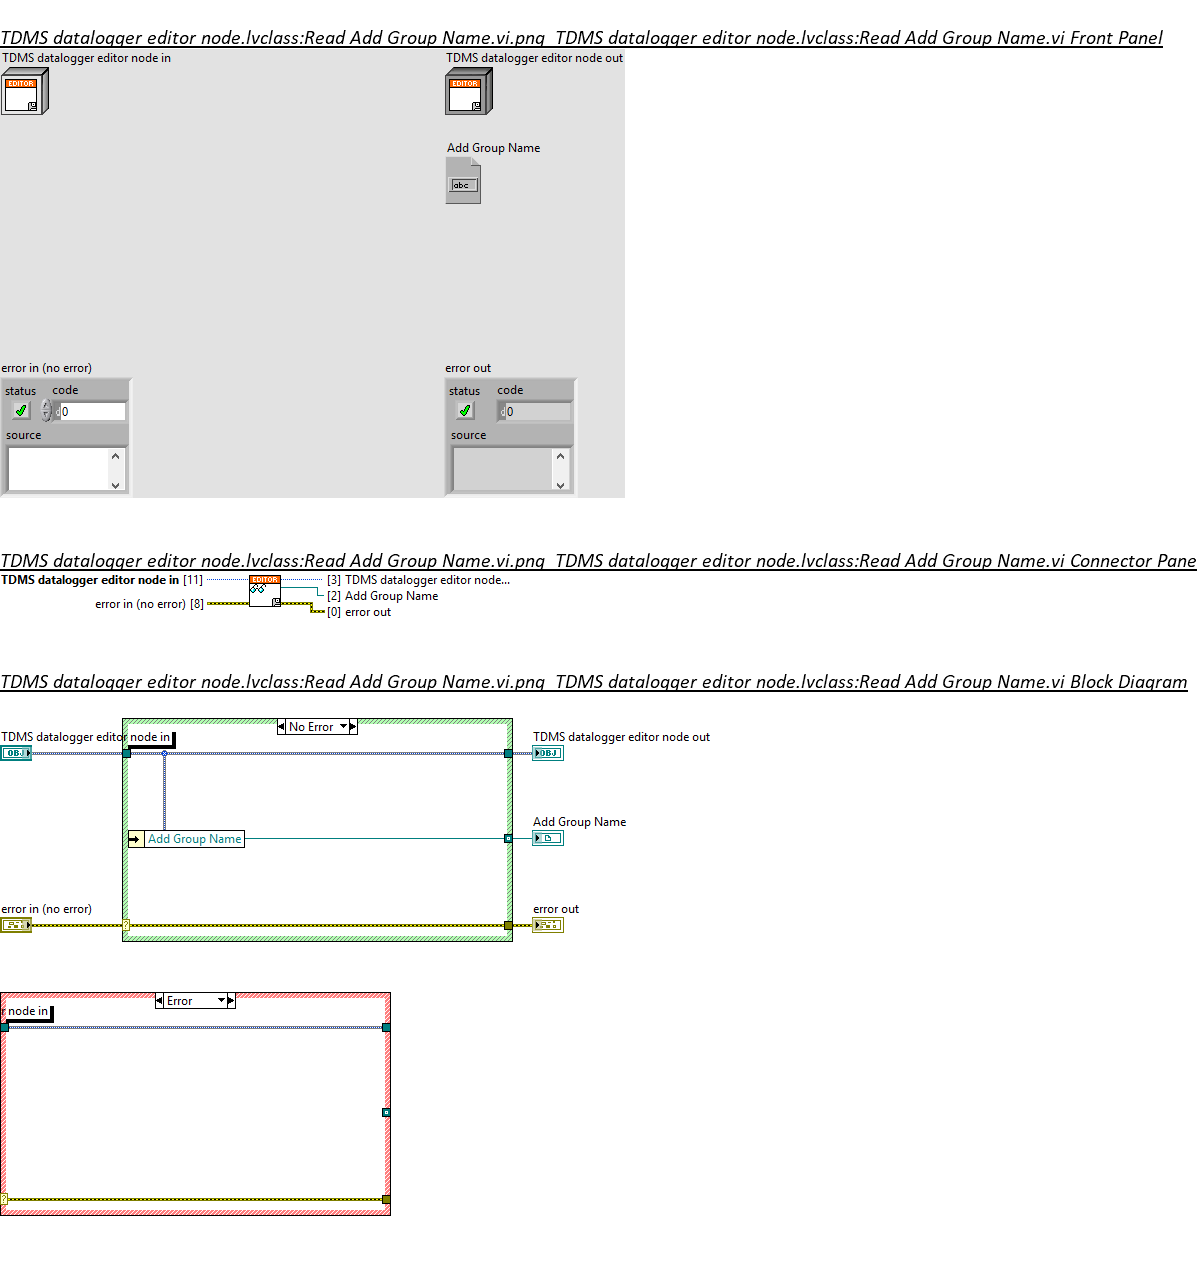 TDMS datalogger editor node.lvclass:Read Add Group Name.vi.png TDMS datalogger editor node.lvclass:Read Add Group Name.vi Front Panel
TDMS datalogger editor node in
TDMS datalogger editor node out
EDITOR
EDITOR
Add Group Name
abc
error in (no error)
error out
status code
status code
d 0
d 0
source
source
TDMS datalogger editor node.lvclass:Read Add Group Name.vi.png TDMS datalogger editor node.lvclass:Read Add Group Name.vi Connector Pane
TDMS datalogger editor node in [11]
EDITOR
[3] TDMS datalogger editor node...
[2] Add Group Name
error in (no error) [8]
[0] error out
TDMS datalogger editor node.lvclass:Read Add Group Name.vi.png TDMS datalogger editor node.lvclass:Read Add Group Name.vi Block Diagram
No Error
TDMS datalogger editor node in
TDMS datalogger editor node out
OBJ
OBJ
Add Group Name
Add Group Name
error in (no error)
error out
?
Error
r node in
?